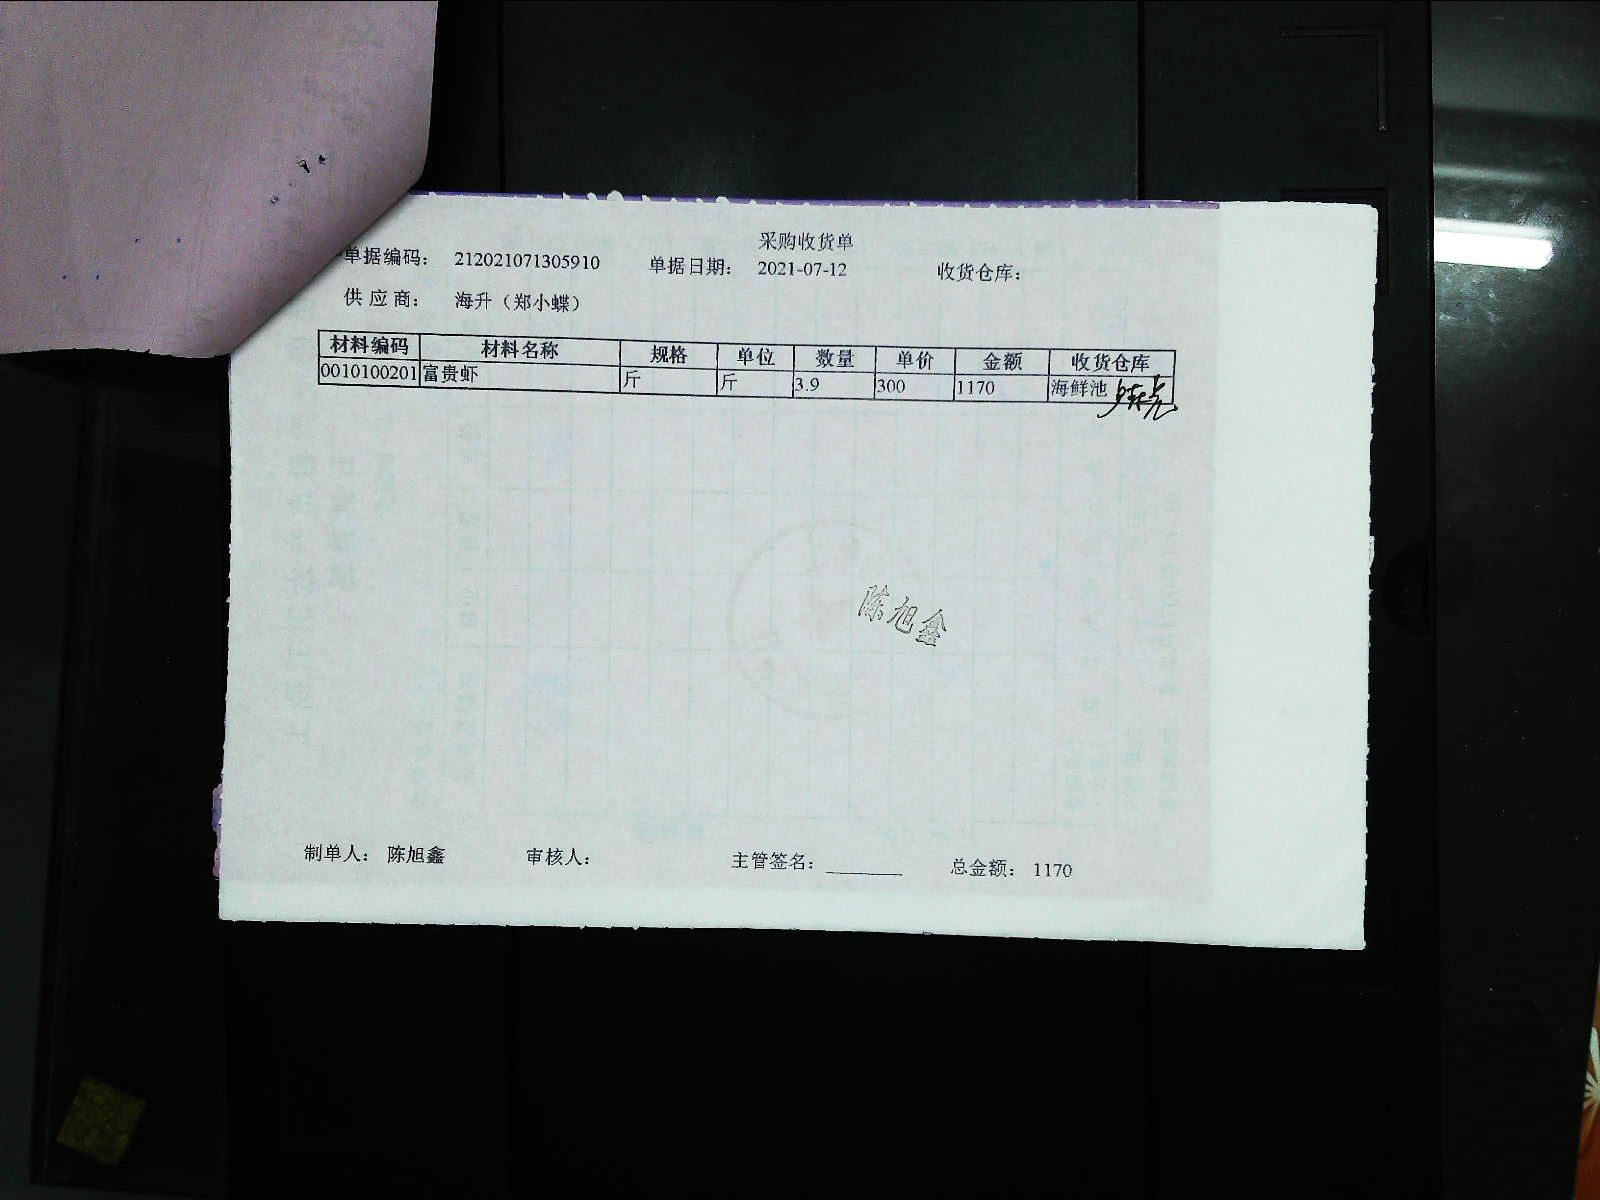 采购收货单
单据编码： 212021071305910 单据日期： 2021-07-12 收货仓库：
供 应 商： 海升（郑小蝶）
材料编码 材料名称 规格 单位 数量 单价 金额 收货仓库
0010100201 富贵虾 斤 斤 3.9 300 1170 海鲜池
陈旭鑫
制单人： 陈旭鑫 审核人： 主管签名： 总金额： 1170